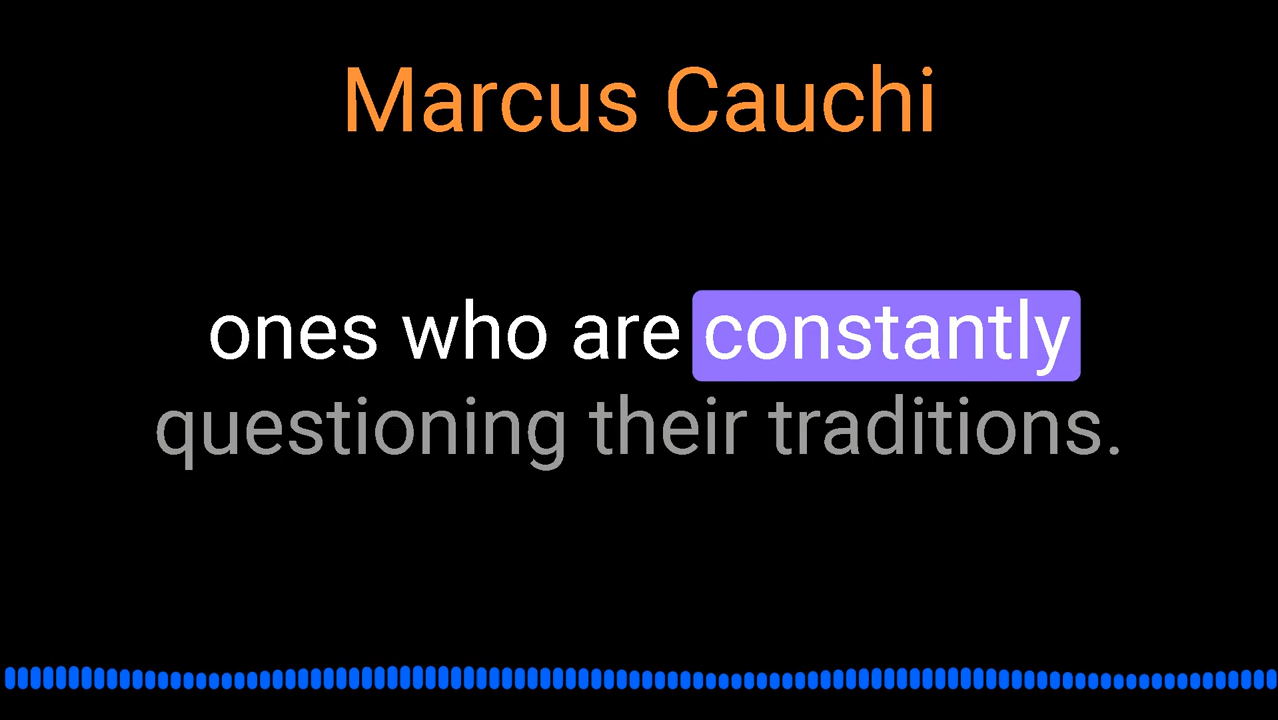 Marcus Cauchi
ones who are constantly
questioning their traditions.